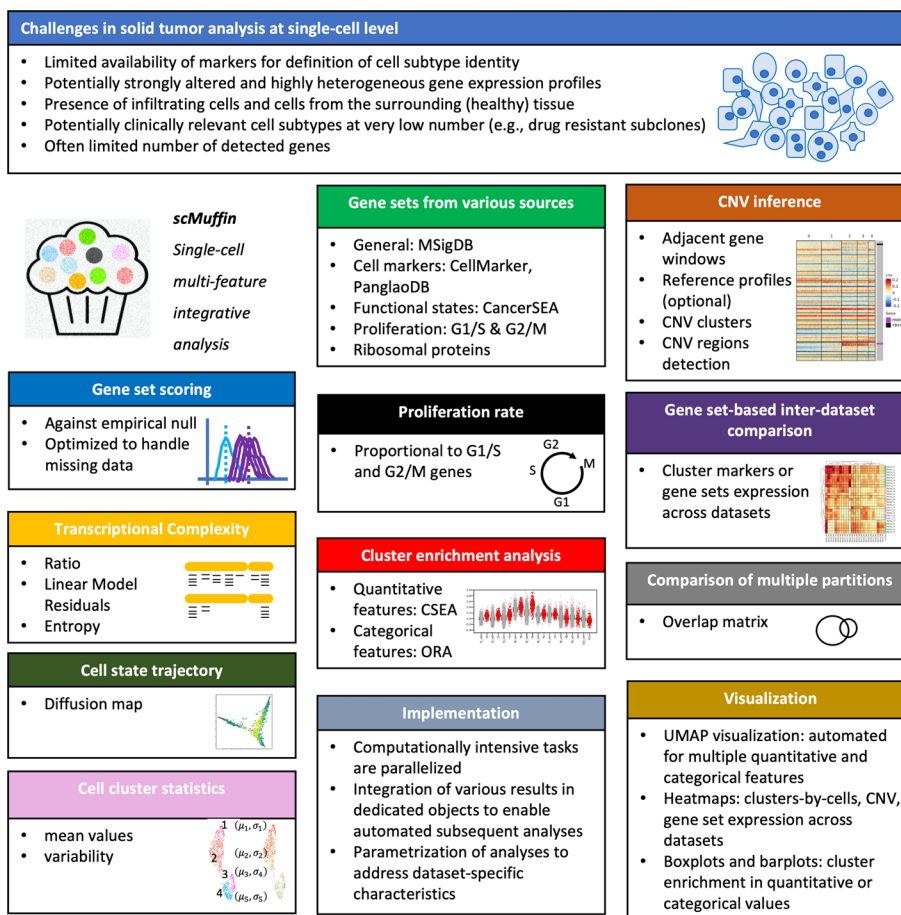 Challenges in solid tumor analysis at single-cell level
• Limited availability of markers for definition of cell subtype identity
• Potentially strongly altered and highly heterogeneous gene expression profiles
• Presence of infiltrating cells and cells from the surrounding (healthy) tissue
• Potentially clinically relevant cell subtypes at very low number (e.g., drug resistant subclones)
• Often limited number of detected genes
scMuffin
Single-cell
multi-feature
integrative
analysis
Gene sets from various sources
• General: MSigDB
• Cell markers: CellMarker,
PanglaoDB
• Functional states: CancerSEA
• Proliferation: G1/S & G2/M
• Ribosomal proteins
CNV inference
• Adjacent gene
windows
• Reference profiles
(optional)
• CNV clusters
• CNV regions
detection
Gene set scoring
• Against empirical null
• Optimized to handle
missing data
Proliferation rate
• Proportional to G1/S
and G2/M genes
G2
S
M
G1
Gene set-based inter-dataset
comparison
• Cluster markers or
gene sets expression
across datasets
Transcriptional Complexity
• Ratio
• Linear Model
Residuals
• Entropy
Cluster enrichment analysis
• Quantitative
features: CSEA
• Categorical
features: ORA
Comparison of multiple partitions
• Overlap matrix
Cell state trajectory
• Diffusion map
Implementation
• Computationally intensive tasks
are parallelized
• Integration of various results in
dedicated objects to enable
automated subsequent analyses
• Parametrization of analyses to
address dataset-specific
characteristics
Visualization
• UMAP visualization: automated
for multiple quantitative and
categorical features
• Heatmaps: clusters-by-cells, CNV,
gene set expression across
datasets
• Boxplots and barplots: cluster
enrichment in quantitative or
categorical values
Cell cluster statistics
• mean values
• variability
1 (μ₁, σ₁)
2 (μ₂, σ₂)
3 (μ₃, σ₄)
4 (μ₅, σ₅)